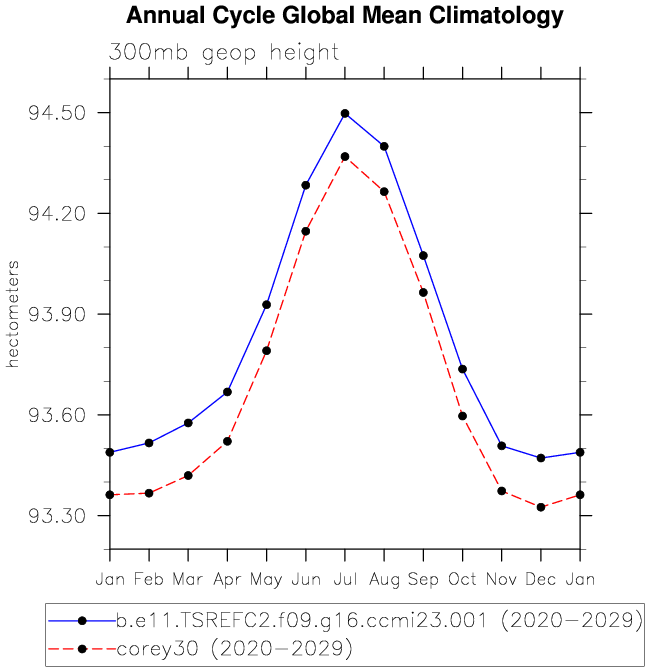 Annual Cycle Global Mean Climatology
300mb geop height
94.50
94.20
93.90
93.60
93.30
hectometers
Jan Feb Mar Apr May Jun Jul Aug Sep Oct Nov Dec Jan
b.e11.TSREFC2.f09.g16.ccmi23.001 (2020-2029)
corey30 (2020-2029)